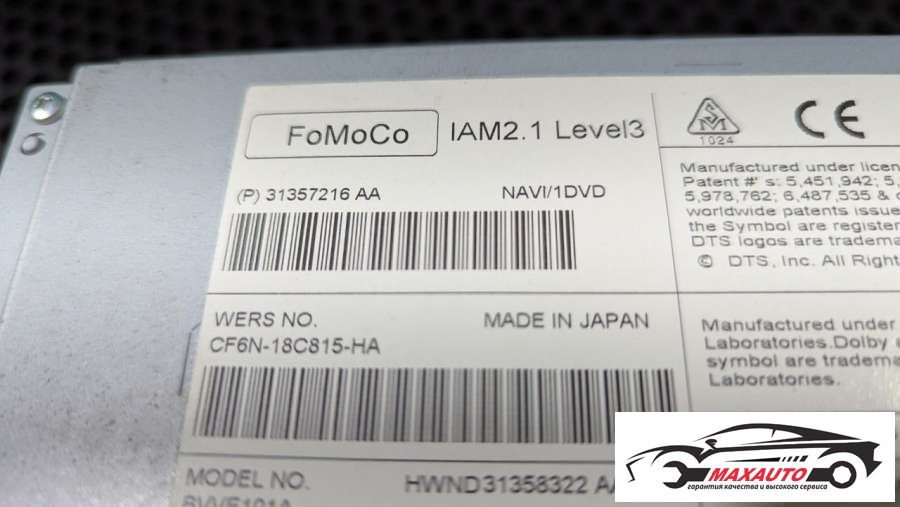 FoMoCo IAM2.1 Level3
(P) 31357216 AA NAVI/1DVD
WERS NO. MADE IN JAPAN
CF6N-18C815-HA
MODEL NO. HWND31358322
SM
1024
CE
Manufactured under licen
Patent #' s: 5,451,942; 5,
5,978,762; 6,487,535 &
worldwide patents issue
the Symbol are register
DTS logos are tradema
© DTS, Inc. All Right
Manufactured under
Laboratories.Dolby
symbol are tradema
Laboratories.
MAXAUTO
гарантия качества и высокого сервиса